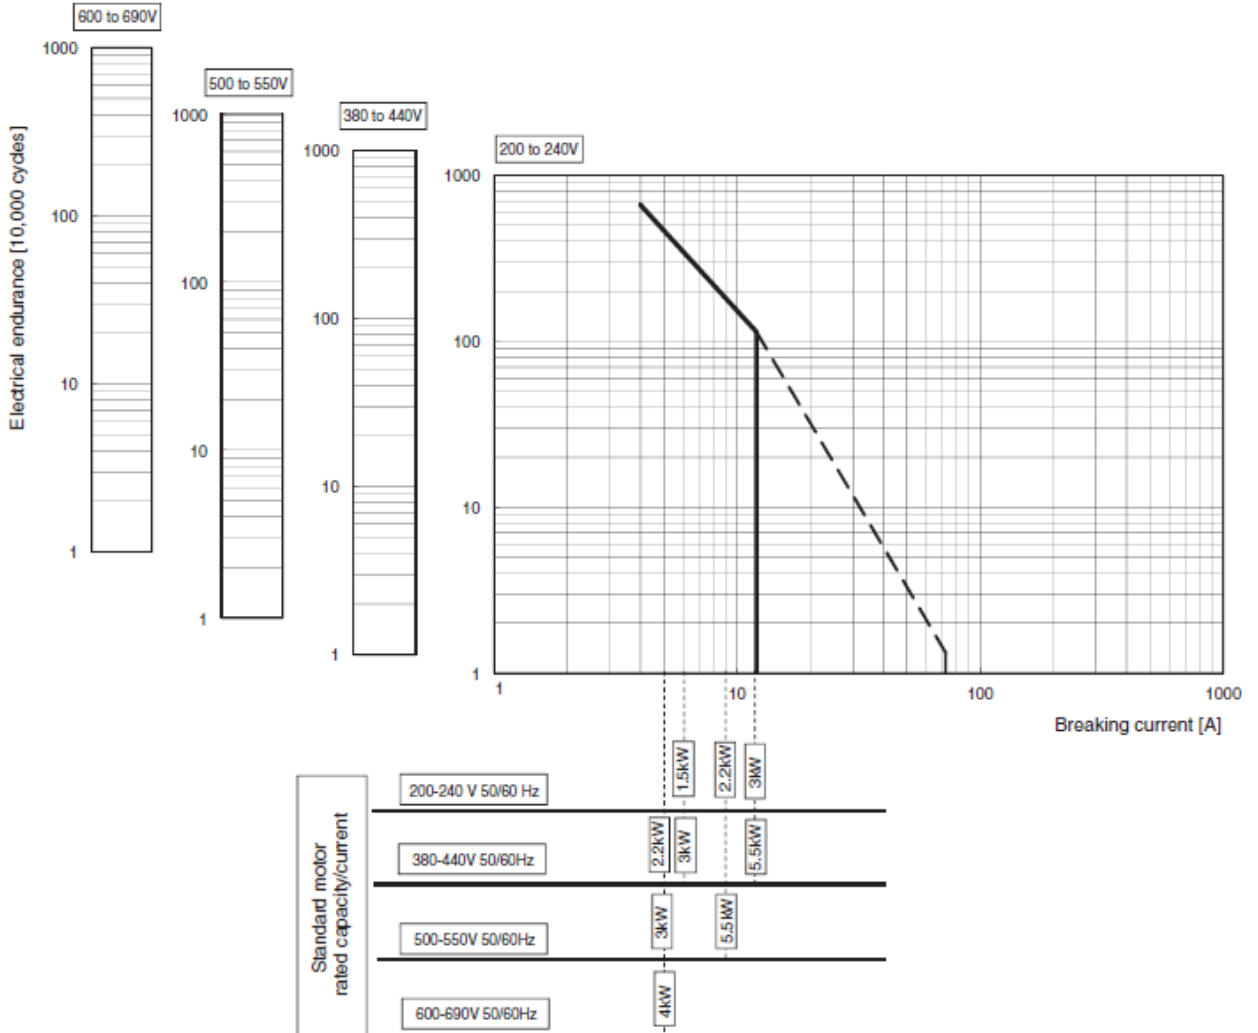 600 to 690V
500 to 550V
380 to 440V
200 to 240V
Electrical endurance [10,000 cycles]
1000
100
10
1
1000
100
10
1
1000
100
10
1
1000
100
10
1
1
10
100
1000
Breaking current [A]
Standard motor
rated capacity/current
200-240 V 50/60 Hz
1.5kW
2.2kW
3kW
380-440V 50/60Hz
2.2kW
3kW
5.5kW
500-550V 50/60Hz
3kW
5.5kW
600-690V 50/60Hz
4kW